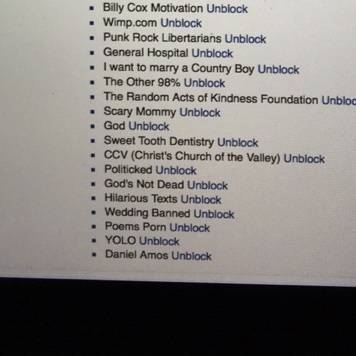 Billy Cox Motivation Unblock
Wimp.com Unblock
Punk Rock Libertarians Unblock
General Hospital Unblock
I want to marry a Country Boy Unblock
The Other 98% Unblock
The Random Acts of Kindness Foundation Unbloc
Scary Mommy Unblock
God Unblock
Sweet Tooth Dentistry Unblock
CCV (Christ's Church of the Valley) Unblock
Politicked Unblock
God's Not Dead Unblock
Hilarious Texts Unblock
Wedding Banned Unblock
Poems Porn Unblock
YOLO Unblock
Daniel Amos Unblock